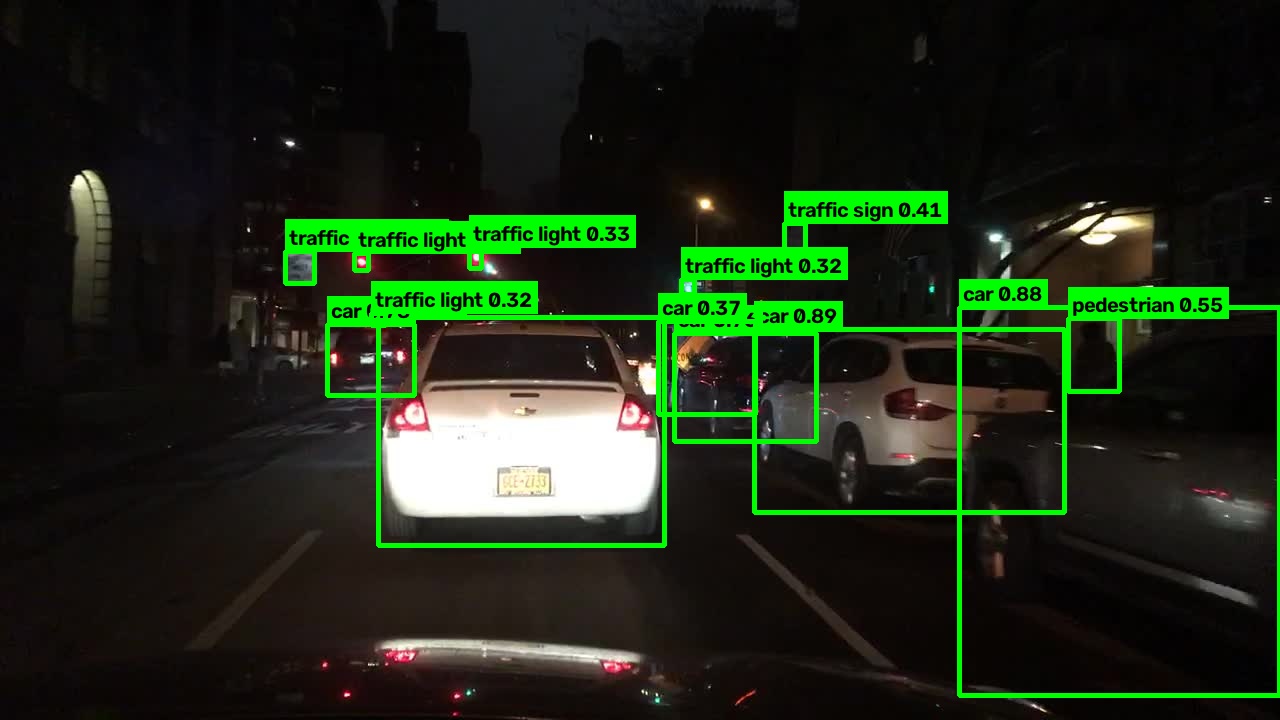 traffic sign 0.41
traffic
traffic light
traffic light 0.33
traffic light 0.32
car 0.88
traffic light 0.32
pedestrian 0.55
car
car 0.37
car 0.89